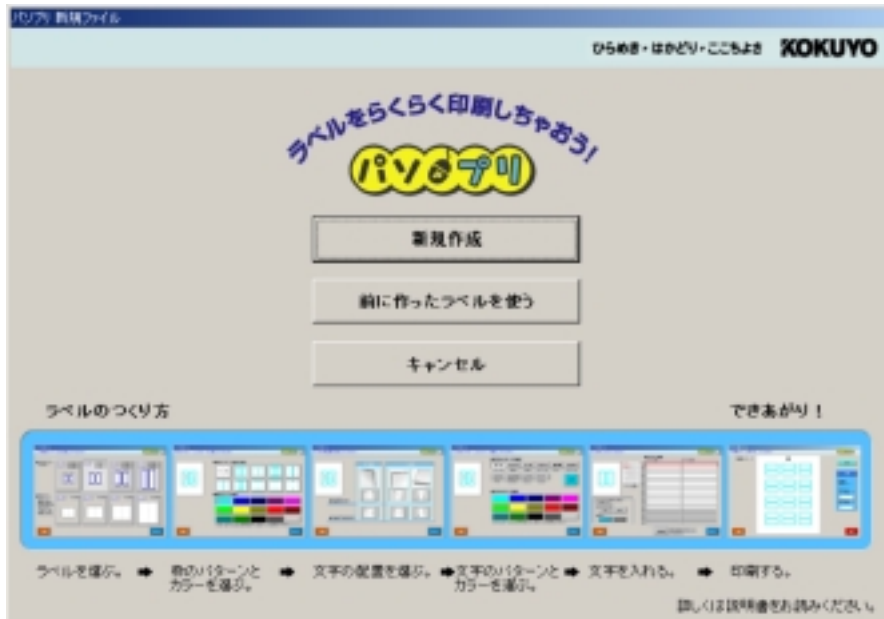 パソプリ 新規ファイル
ひらめき・はかどり・ここちよさ KOKUYO
ラベルをらくらく印刷しちゃおう!
パソプリ
新規作成
前に作ったラベルを使う
キャンセル
ラベルのつくり方 できあがり!
ラベルを選ぶ。 ➡ 枠のパターンと ➡ 文字の配置を選ぶ。 ➡ 文字のパターンと ➡ 文字を入れる。 ➡ 印刷する。
カラーを選ぶ。 カラーを選ぶ。
詳しくは説明書をお読みください。